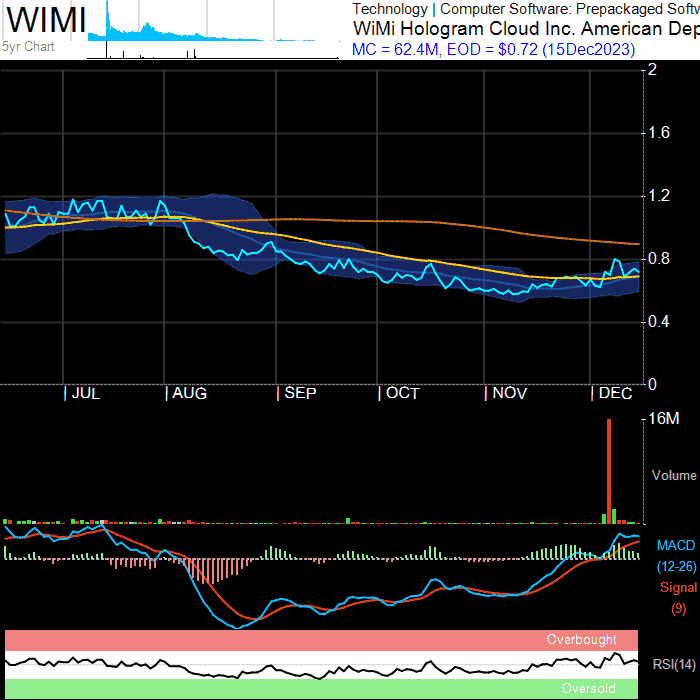 WIMI
5yr Chart
Technology | Computer Software: Prepackaged Softw
WiMi Hologram Cloud Inc. American Dep
MC = 62.4M, EOD = $0.72 (15Dec2023)
2
1.6
1.2
0.8
0.4
0
JUL AUG SEP OCT NOV DEC
16M
Volume
MACD
(12-26)
Signal
(9)
Overbought
RSI(14)
Oversold